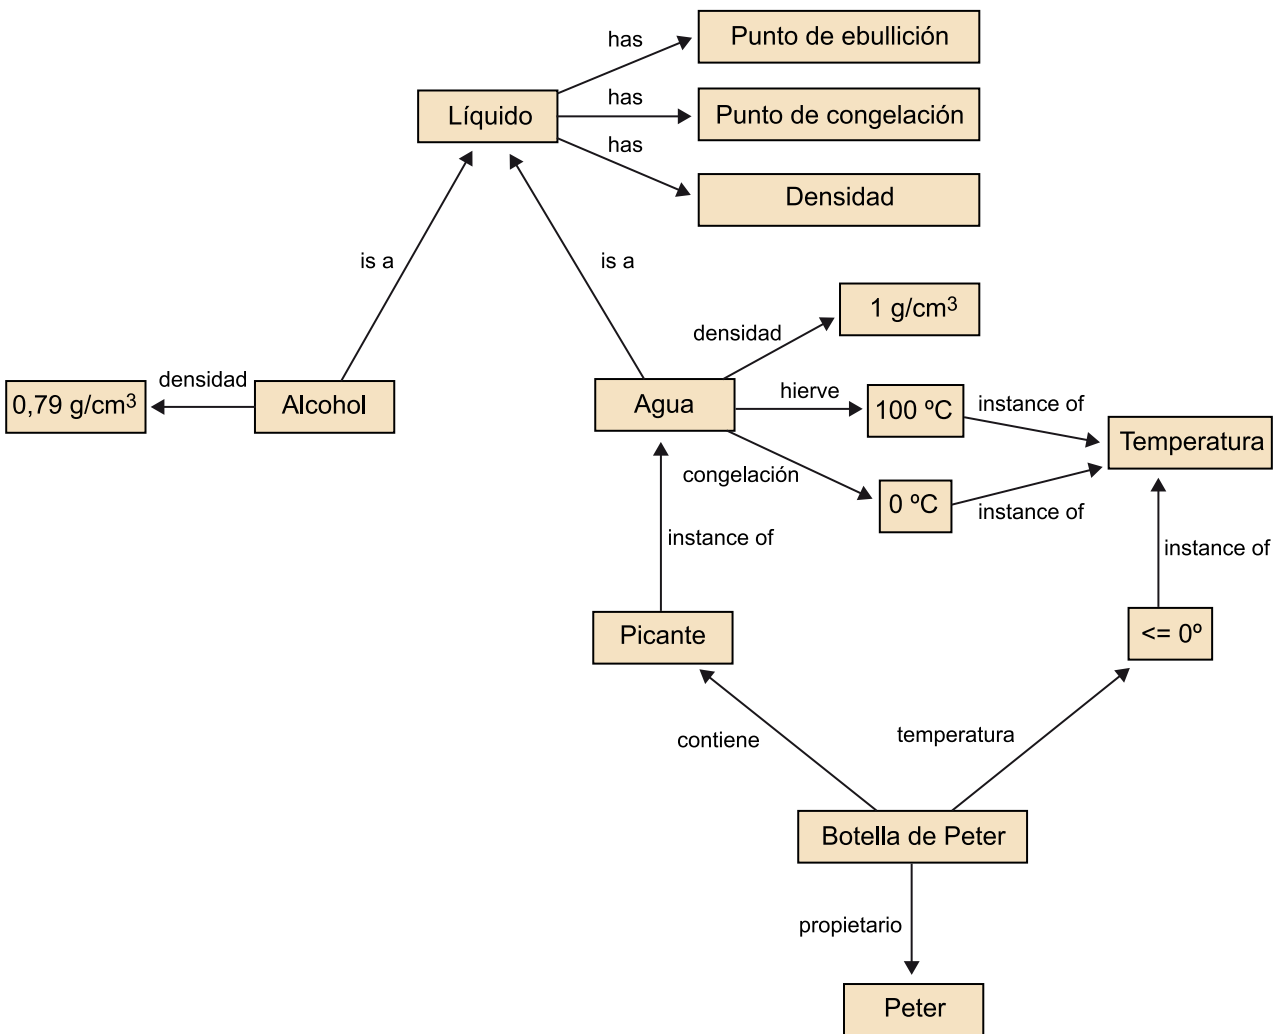 has
Punto de ebullición
Líquido
has
Punto de congelación
has
Densidad
is a
is a
1 g/cm³
densidad
0,79 g/cm³
densidad
Alcohol
Agua
hierve
100 ºC
instance of
Temperatura
congelación
0 ºC
instance of
instance of
instance of
Picante
<= 0º
contiene
temperatura
Botella de Peter
propietario
Peter